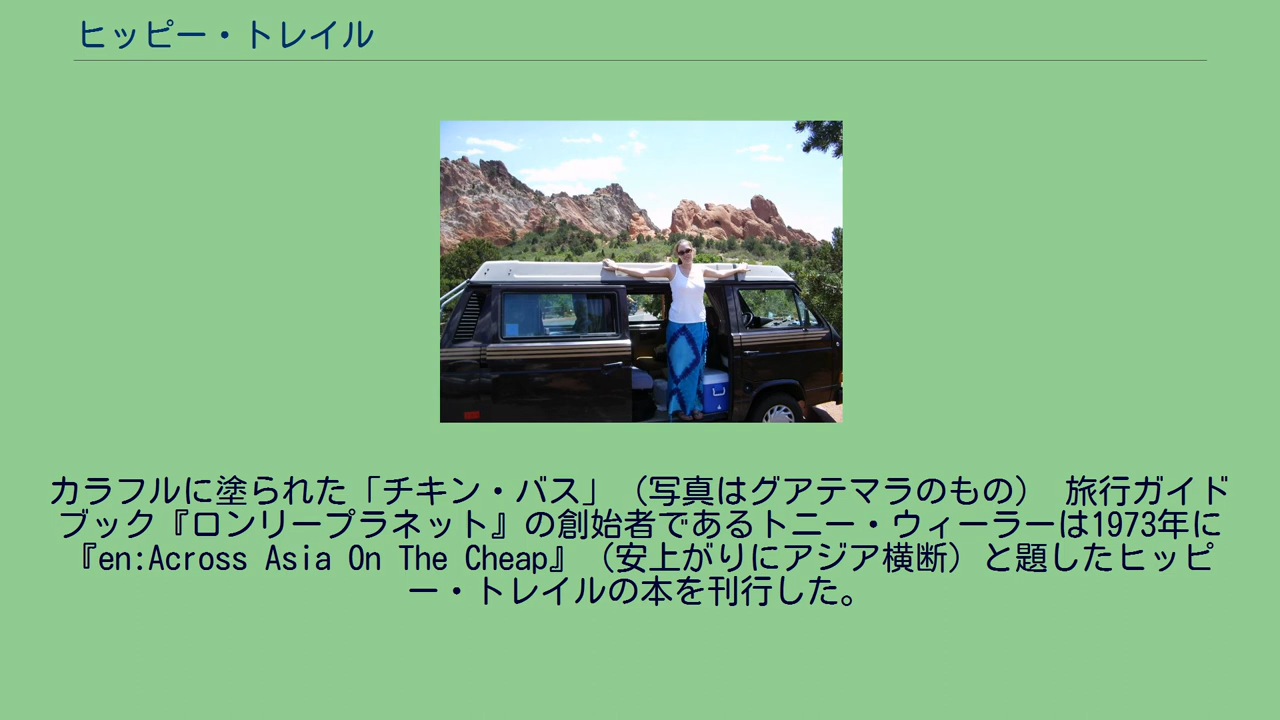 ヒッピー・トレイル
カラフルに塗られた「チキン・バス」（写真はグアテマラのもの） 旅行ガイド
ブック『ロンリープラネット』の創始者であるトニー・ウィーラーは1973年に
『en:Across Asia On The Cheap』（安上がりにアジア横断）と題したヒッピ
ー・トレイルの本を刊行した。